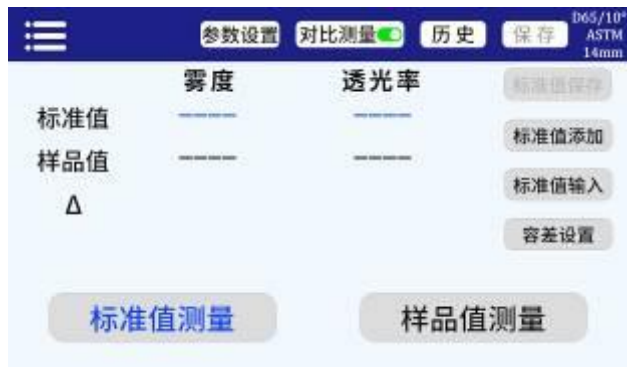 参数设置 对比测量 历史 保存 D65/10°
ASTM
14mm
雾度 透光率 标准值保存
标准值 ---- ----
标准值添加
样品值 ---- ----
标准值输入
Δ
容差设置
标准值测量 样品值测量